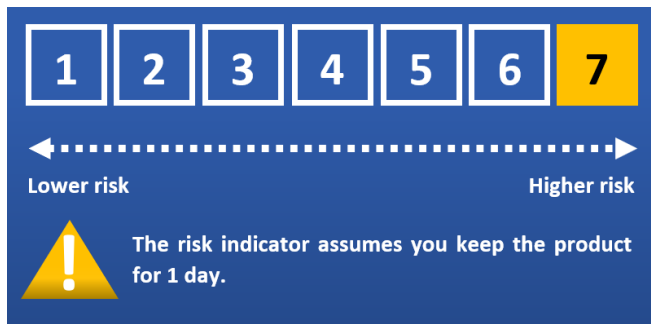 1 2 3 4 5 6 7
Lower risk Higher risk
The risk indicator assumes you keep the product
for 1 day.